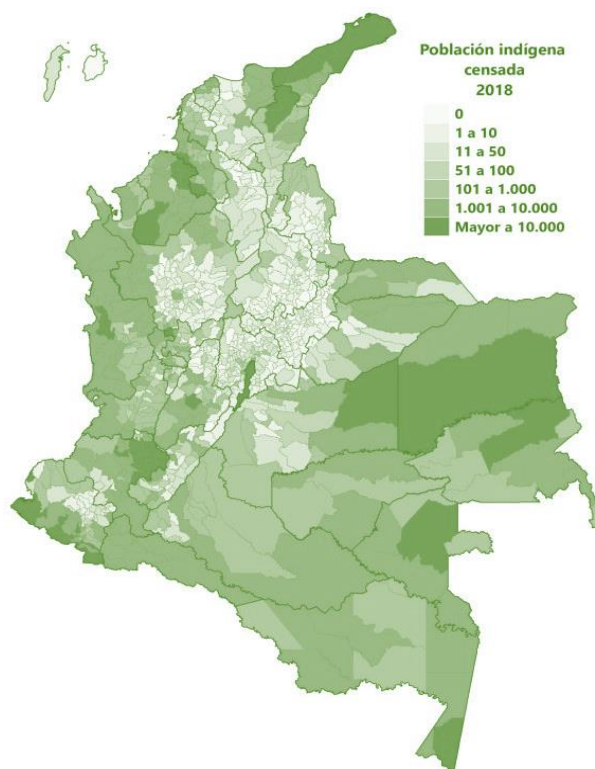 Población indígena
censada
2018
0
1 a 10
11 a 50
51 a 100
101 a 1.000
1.001 a 10.000
Mayor a 10.000